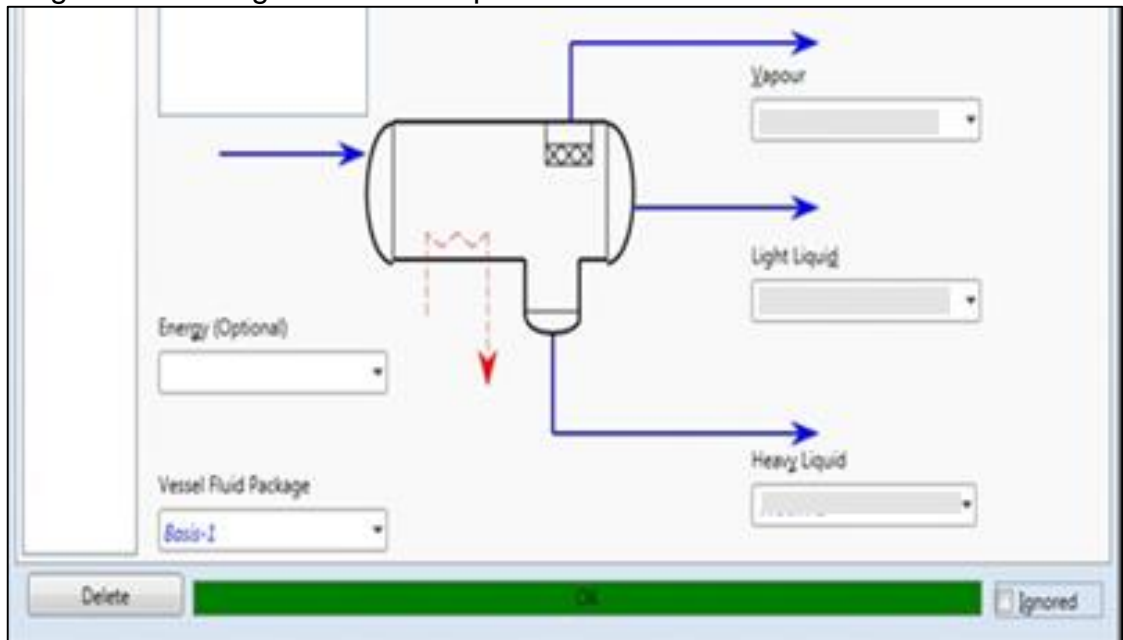 Vapour
Light Liquid
Energy (Optional)
Heavy Liquid
Vessel Fluid Package
Basis-1
Delete
OK
Ignored